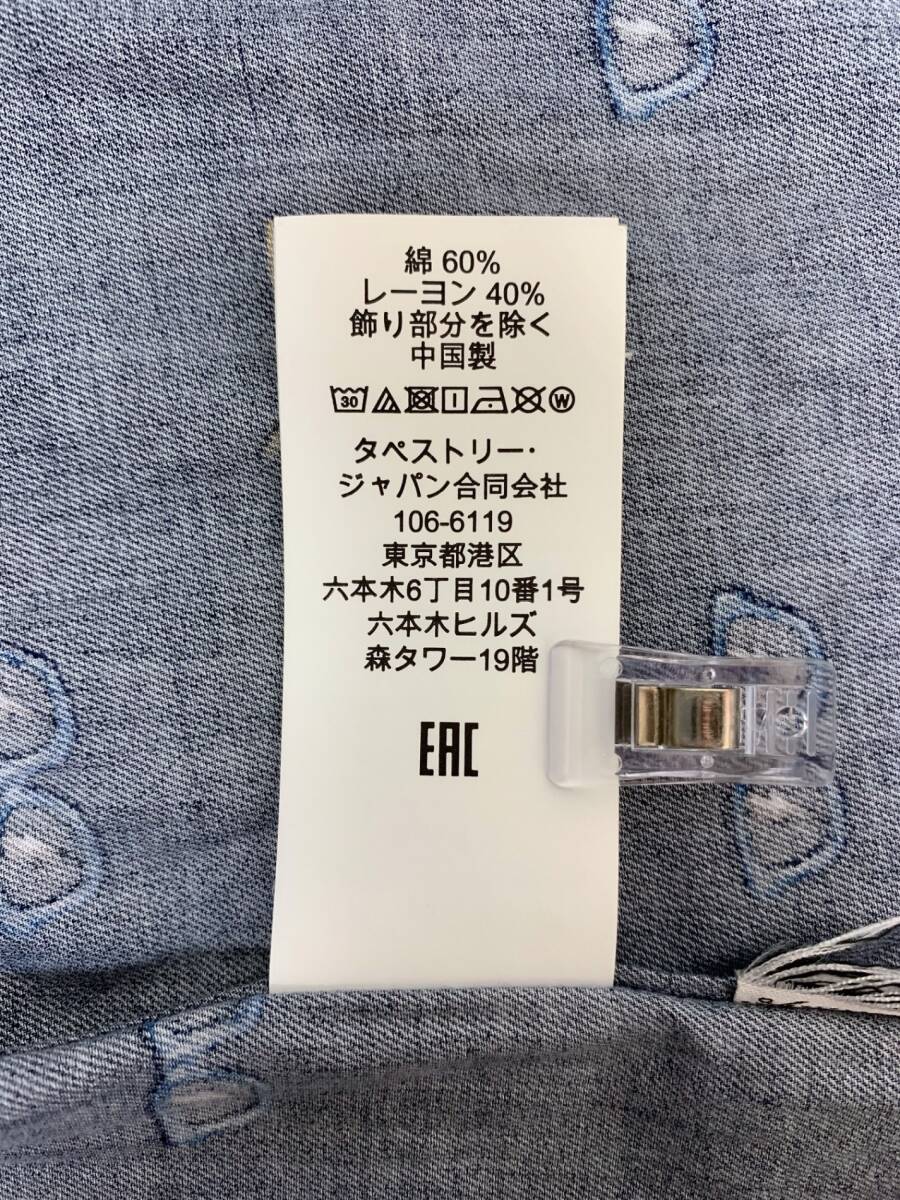 綿 60%
レーヨン 40%
飾り部分を除く
中国製
30 W
タペストリー・
ジャパン合同会社
106-6119
東京都港区
六本木6丁目10番1号
六本木ヒルズ
森タワー19階
EAC